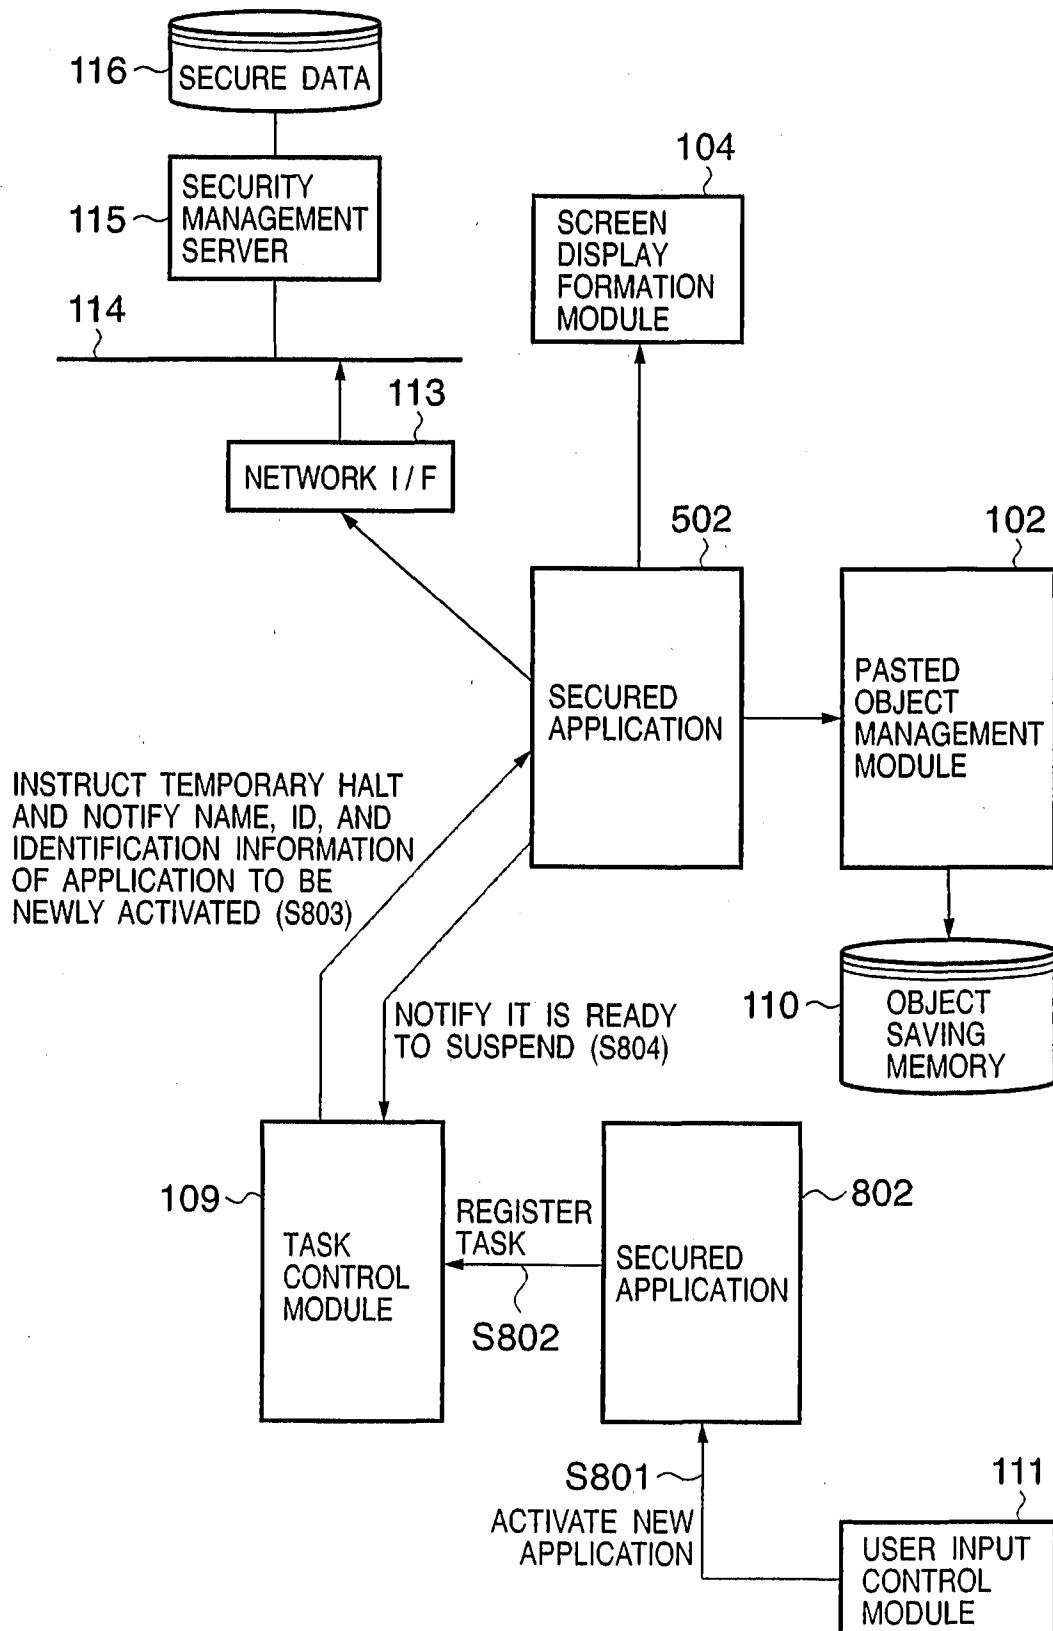 116
SECURE DATA
104
115
SECURITY
MANAGEMENT
SERVER
SCREEN
DISPLAY
FORMATION
MODULE
114
113
NETWORK I/F
502
102
SECURED
APPLICATION
PASTED
OBJECT
MANAGEMENT
MODULE
INSTRUCT TEMPORARY HALT
AND NOTIFY NAME, ID, AND
IDENTIFICATION INFORMATION
OF APPLICATION TO BE
NEWLY ACTIVATED (S803)
NOTIFY IT IS READY
TO SUSPEND (S804)
110
OBJECT
SAVING
MEMORY
109
TASK
CONTROL
MODULE
REGISTER
TASK
S802
802
SECURED
APPLICATION
S801
ACTIVATE NEW
APPLICATION
111
USER INPUT
CONTROL
MODULE